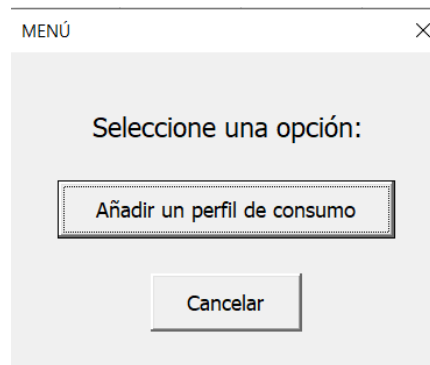 MENÚ
Seleccione una opción:
Añadir un perfil de consumo
Cancelar